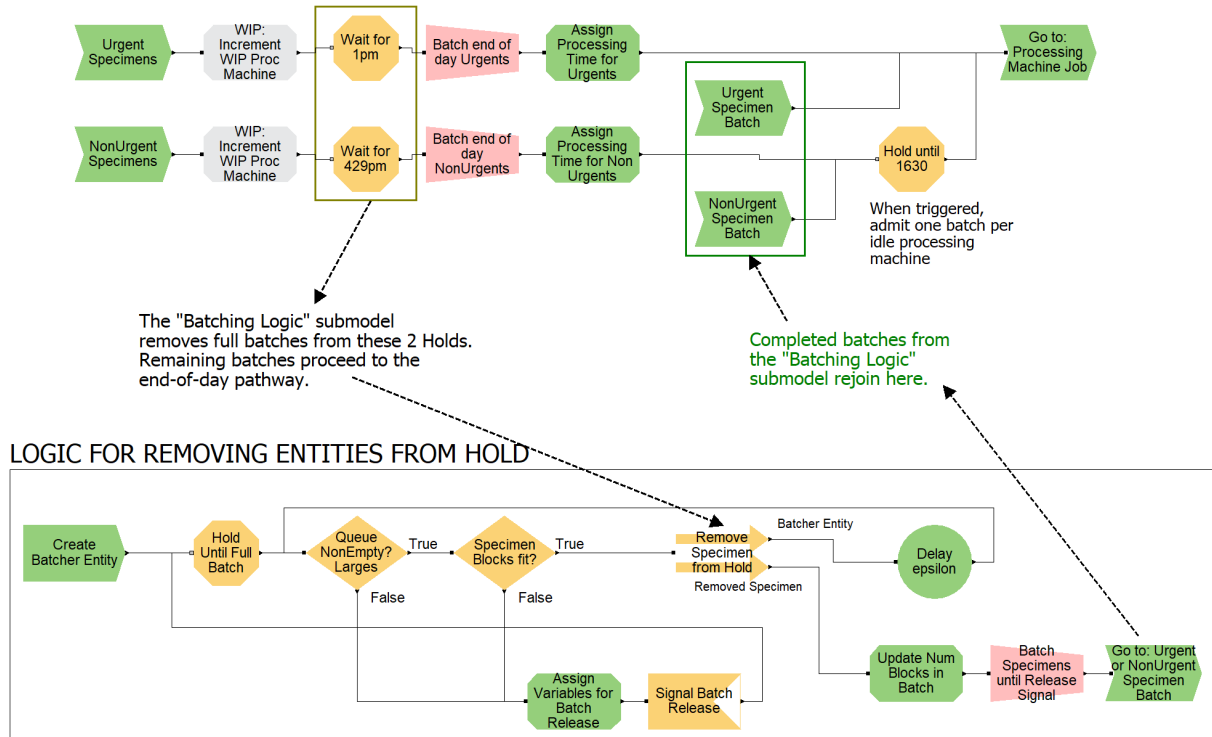 Urgent
Specimens
WIP:
Increment
WIP Proc
Machine
Wait for
1pm
Batch end of
day Urgents
Assign
Processing
Time for
Urgents
Go to:
Processing
Machine Job
Urgent
Specimen
Batch
NonUrgent
Specimens
WIP:
Increment
WIP Proc
Machine
Wait for
429pm
Batch end of
day
NonUrgents
Assign
Processing
Time for Non
Urgents
Hold until
1630
NonUrgent
Specimen
Batch
When triggered,
admit one batch per
idle processing
machine
The "Batching Logic" submodel
removes full batches from these 2 Holds.
Remaining batches proceed to the
end-of-day pathway.
Completed batches from
the "Batching Logic"
submodel rejoin here.
LOGIC FOR REMOVING ENTITIES FROM HOLD
Create
Batcher Entity
Hold
Until Full
Batch
Queue
NonEmpty?
Larges
True
False
Specimen
Blocks fit?
True
False
Remove
Specimen
from Hold
Batcher Entity
Removed Specimen
Delay
epsilon
Assign
Variables for
Batch
Release
Signal Batch
Release
Update Num
Blocks in
Batch
Batch
Specimens
until Release
Signal
Go to: Urgent
or NonUrgent
Specimen
Batch